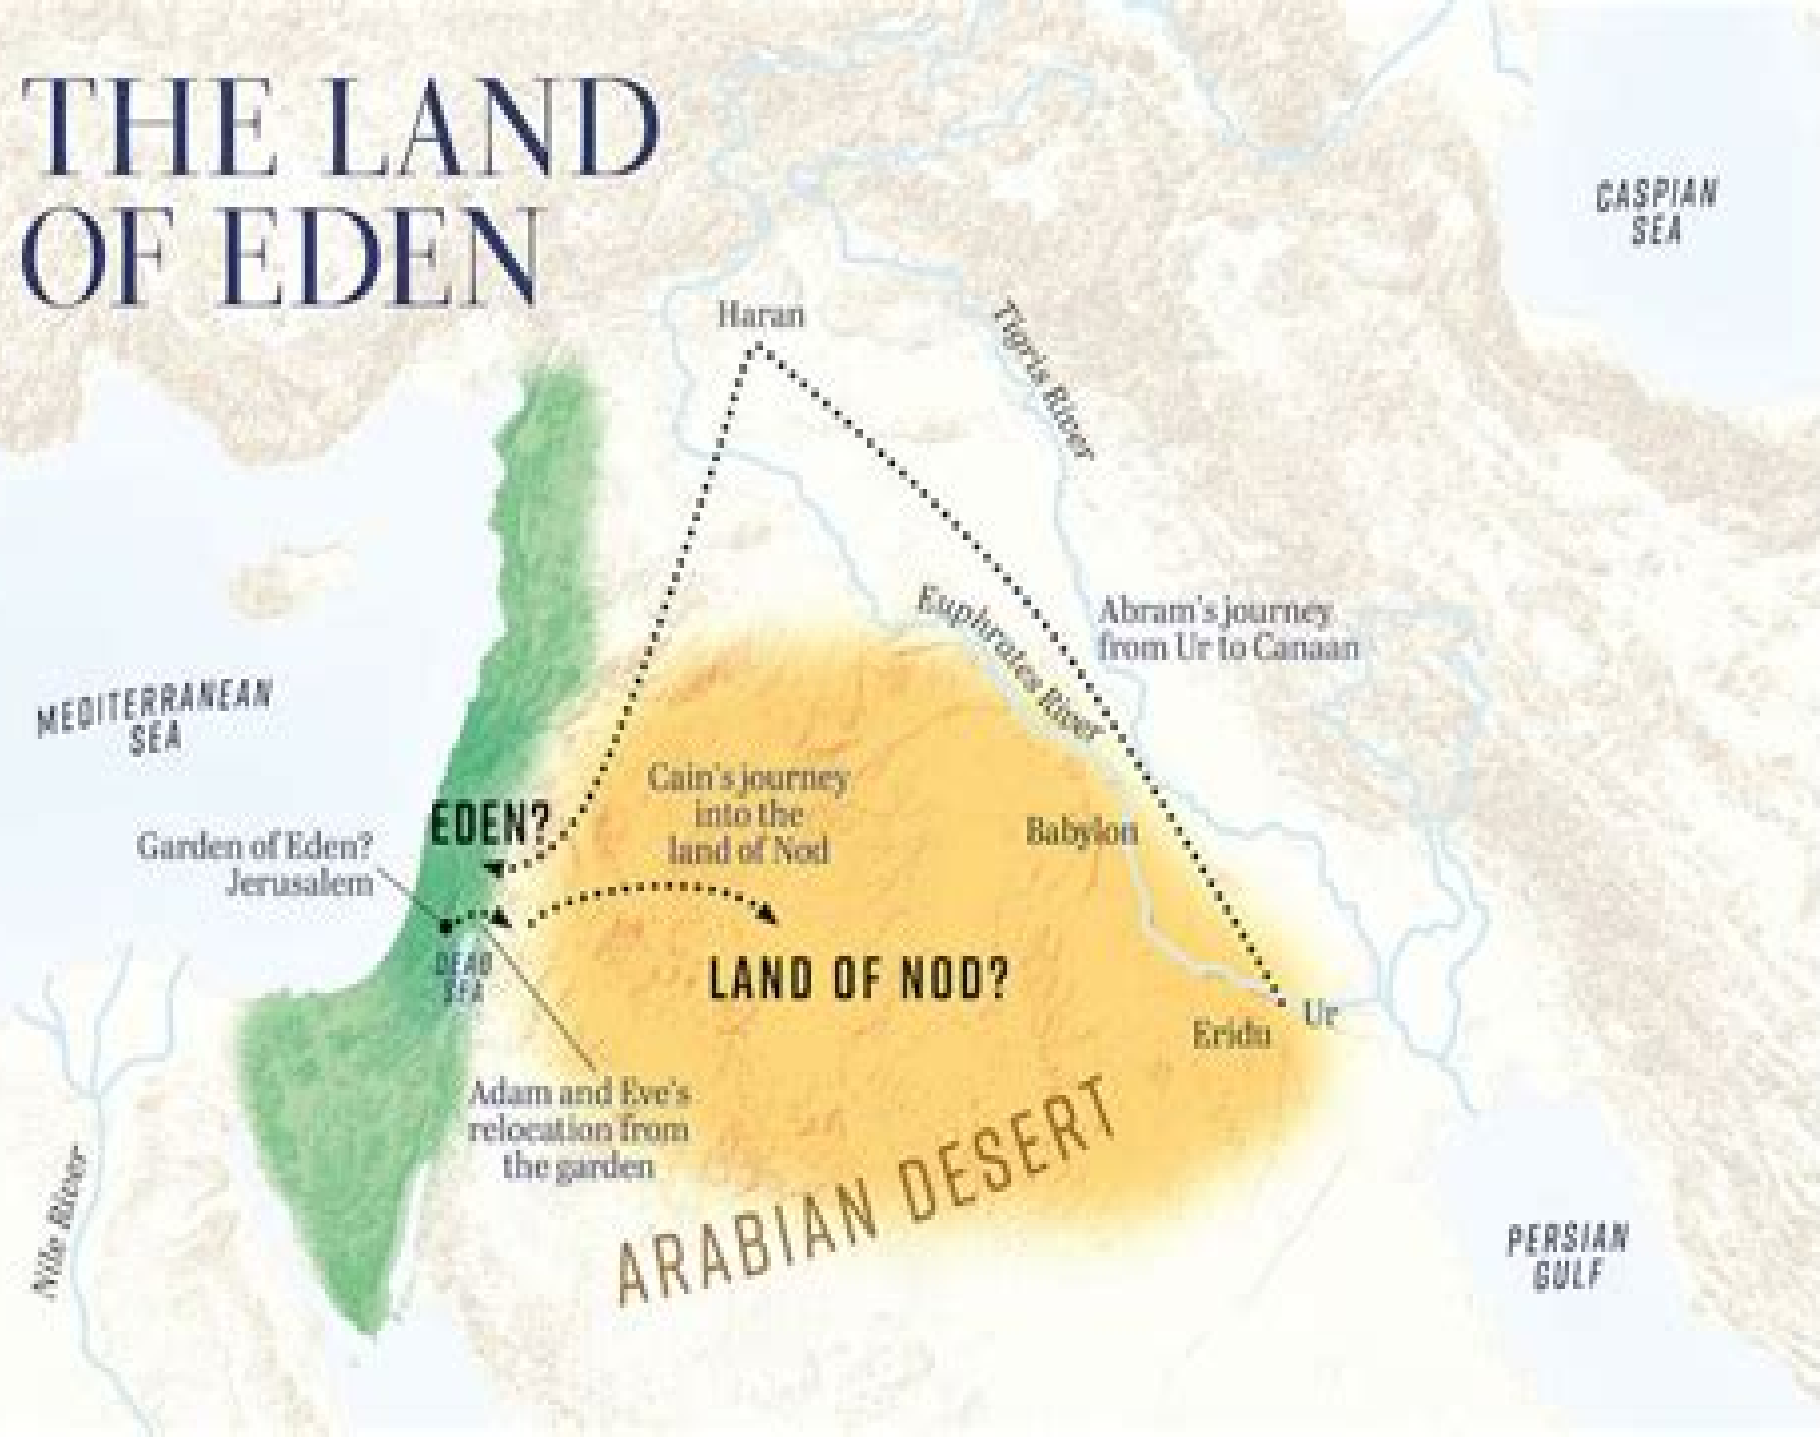 THE LAND
OF EDEN
CASPIAN
SEA
Haran
Tigris River
Euphrates River
Abram's journey
from Ur to Canaan
MEDITERRANEAN
SEA
Cain's journey
into the
land of Nod
EDEN?
Babylon
Garden of Eden?
Jerusalem
DEAD
SEA
LAND OF NOD?
Ur
Eridu
Adam and Eve's
relocation from
the garden
ARABIAN DESERT
Nile River
PERSIAN
GULF